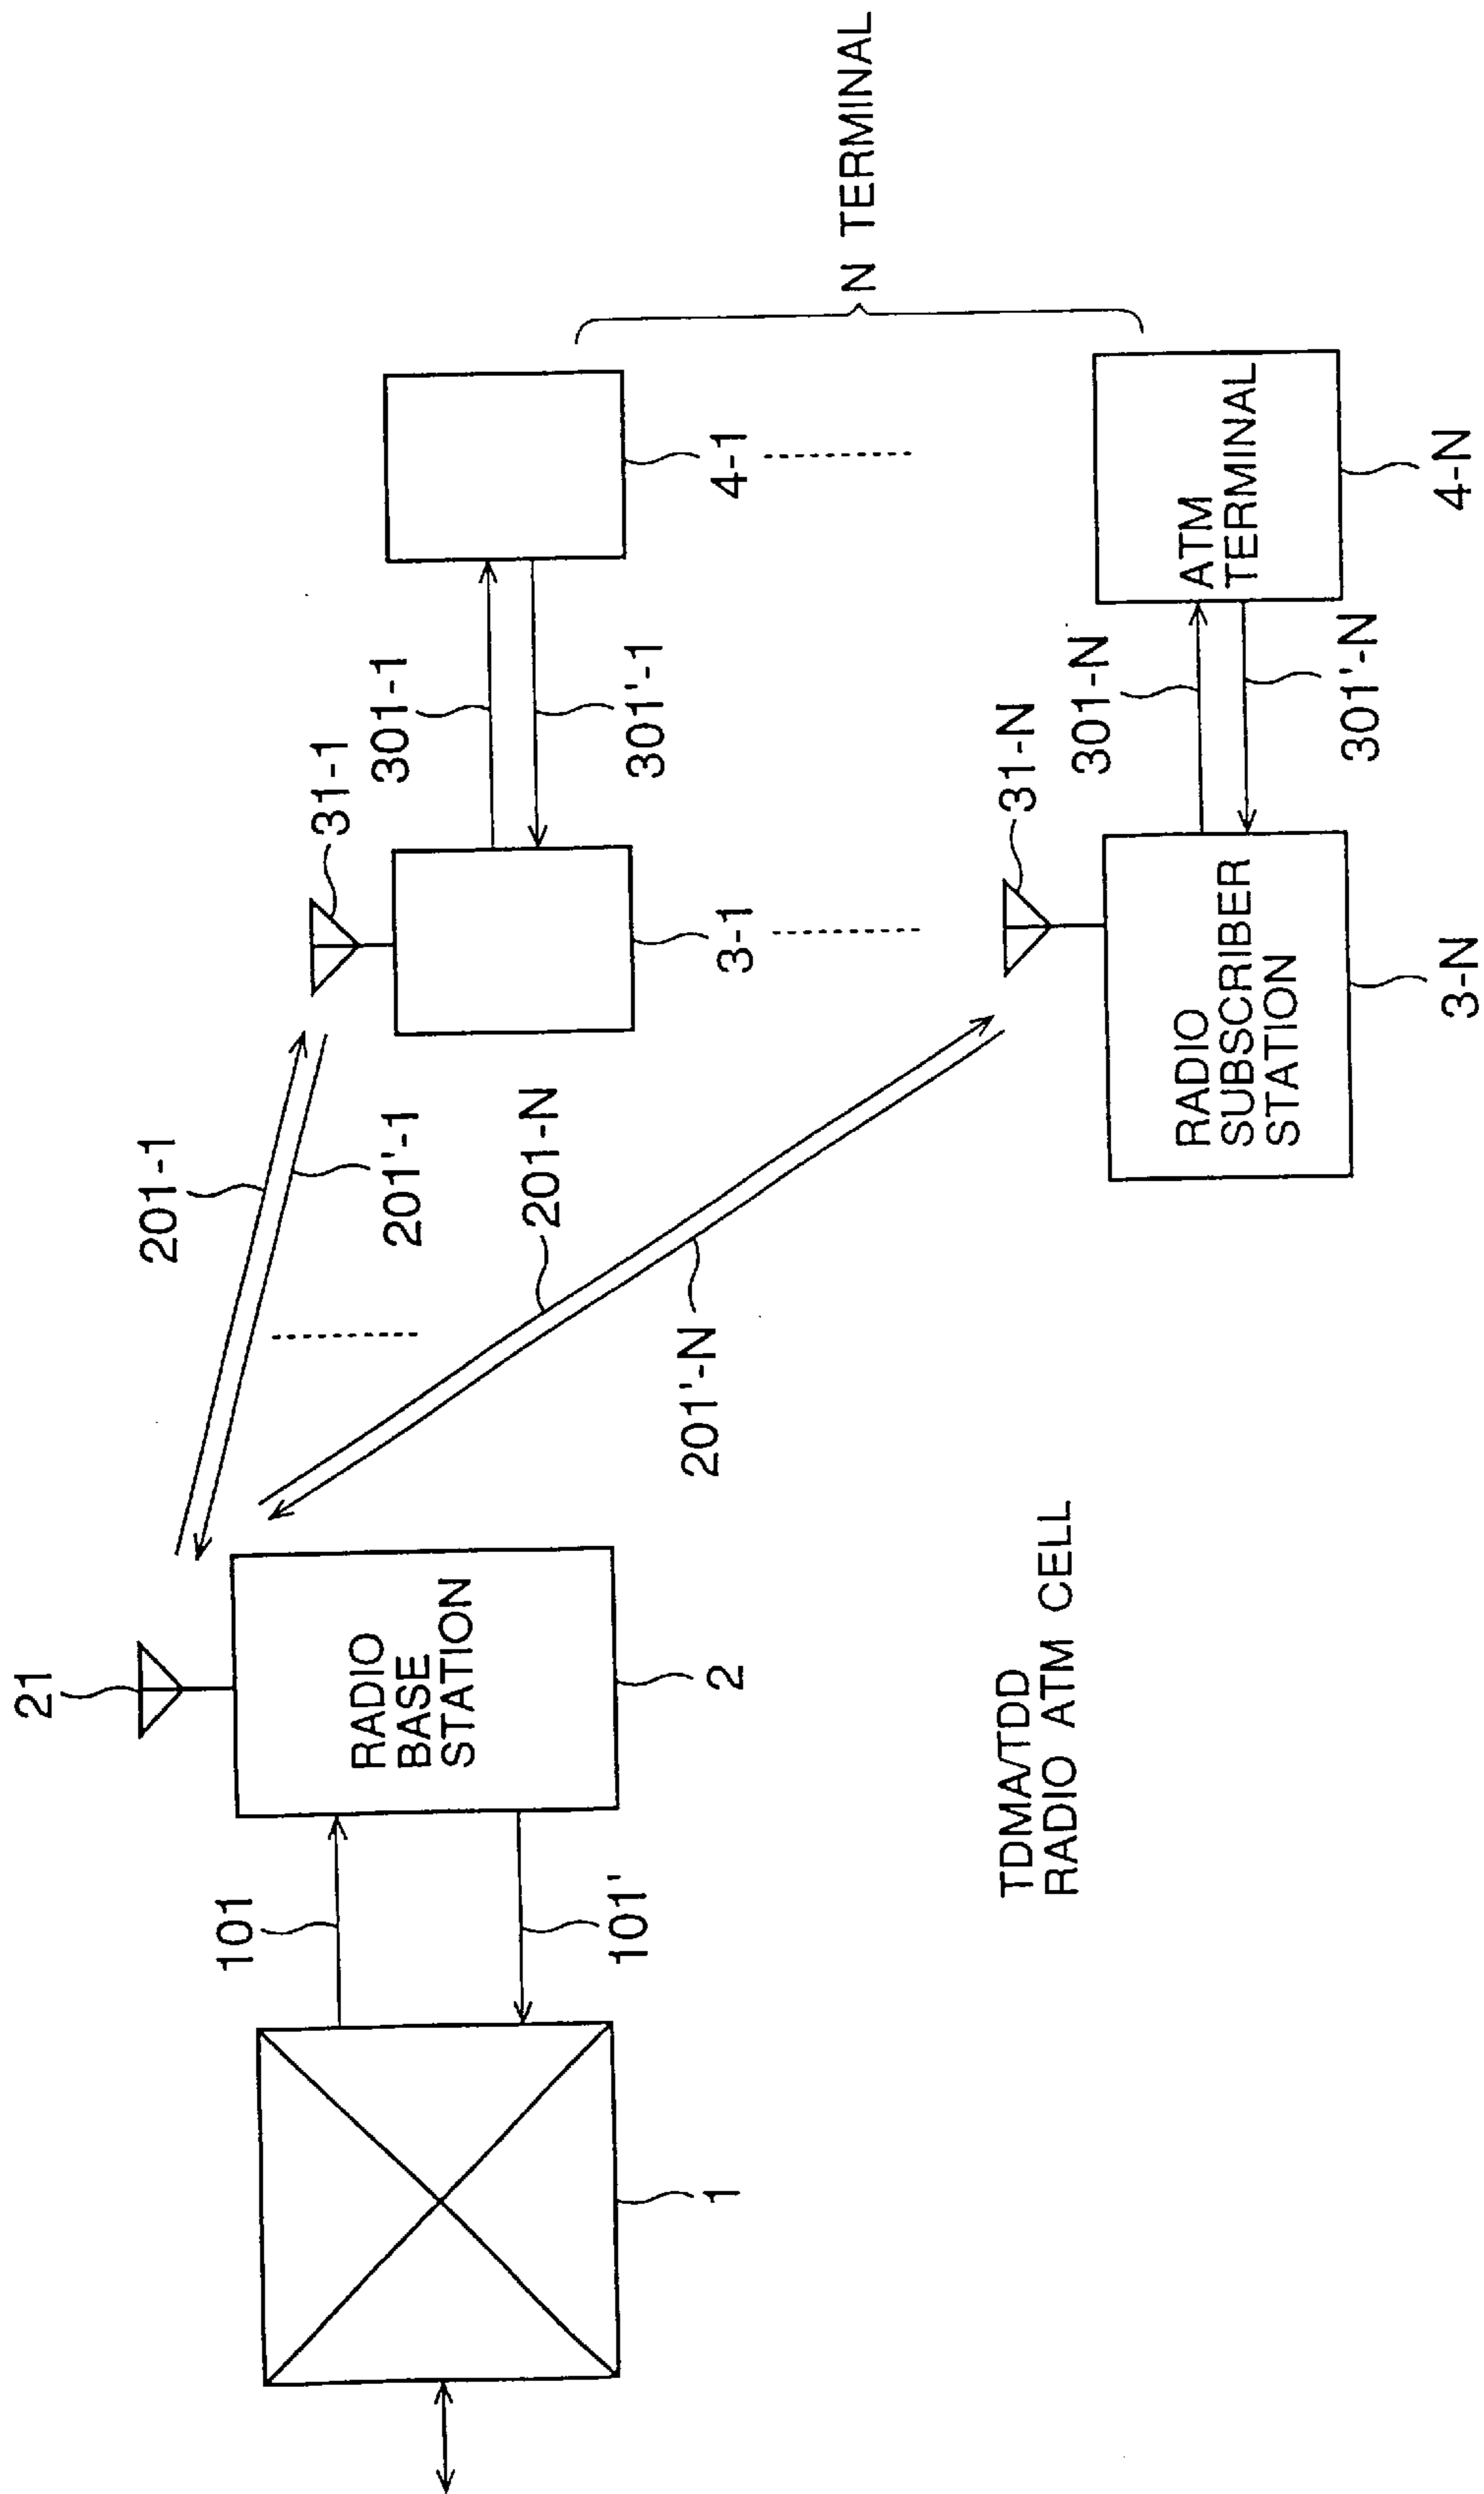 21
101
101'
1
RADIO
BASE
STATION
2
201-1
201'-1
201-N
201'-N
TDMA/TDD
RADIO ATM CELL
31-1
3-1
301-1
301'-1
4-1
31-N
RADIO
SUBSCRIBER
STATION
3-N
301-N
301'-N
ATM
TERMINAL
4-N
N TERMINAL